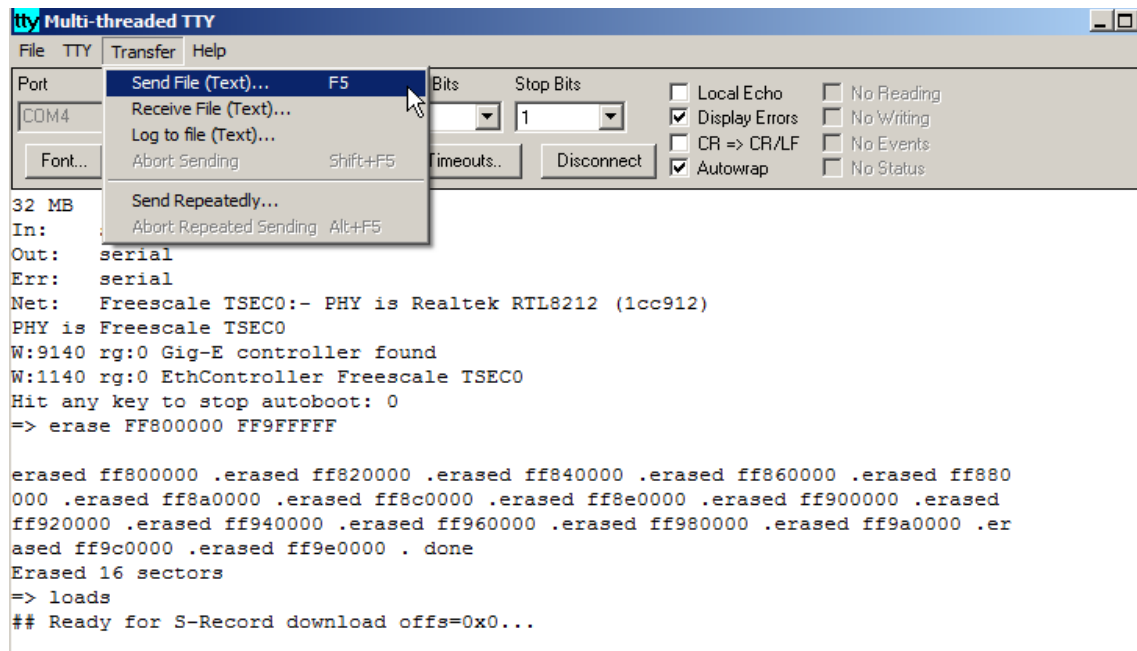 tty Multi-threaded TTY
File TTY Transfer Help
Port Bits Stop Bits
COM4 1
Font... Timeouts.. Disconnect
Send File (Text)... F5
Receive File (Text)...
Log to file (Text)...
Abort Sending Shift+F5
Send Repeatedly...
Abort Repeated Sending Alt+F5
Local Echo No Reading
Display Errors No Writing
CR => CR/LF No Events
Autowrap No Status
32 MB
In:
Out: serial
Err: serial
Net: Freescale TSEC0:- PHY is Realtek RTL8212 (1cc912)
PHY is Freescale TSEC0
W:9140 rg:0 Gig-E controller found
W:1140 rg:0 EthController Freescale TSEC0
Hit any key to stop autoboot: 0
=> erase FF800000 FF9FFFFF
erased ff800000 .erased ff820000 .erased ff840000 .erased ff860000 .erased ff880
000 .erased ff8a0000 .erased ff8c0000 .erased ff8e0000 .erased ff900000 .erased
ff920000 .erased ff940000 .erased ff960000 .erased ff980000 .erased ff9a0000 .er
ased ff9c0000 .erased ff9e0000 . done
Erased 16 sectors
=> loads
## Ready for S-Record download offs=0x0...